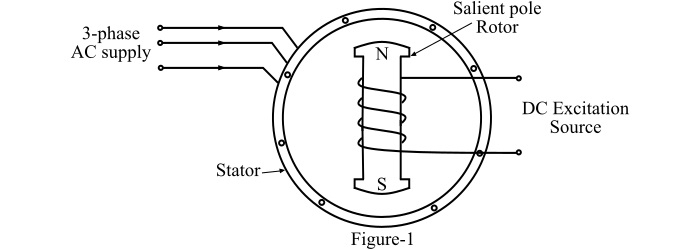 3-phase
AC supply
Salient pole
Rotor
N
DC Excitation
Source
Stator
S
Figure-1